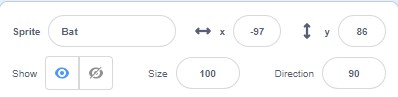 Sprite Bat x -97 y 86
Show Size 100 Direction 90